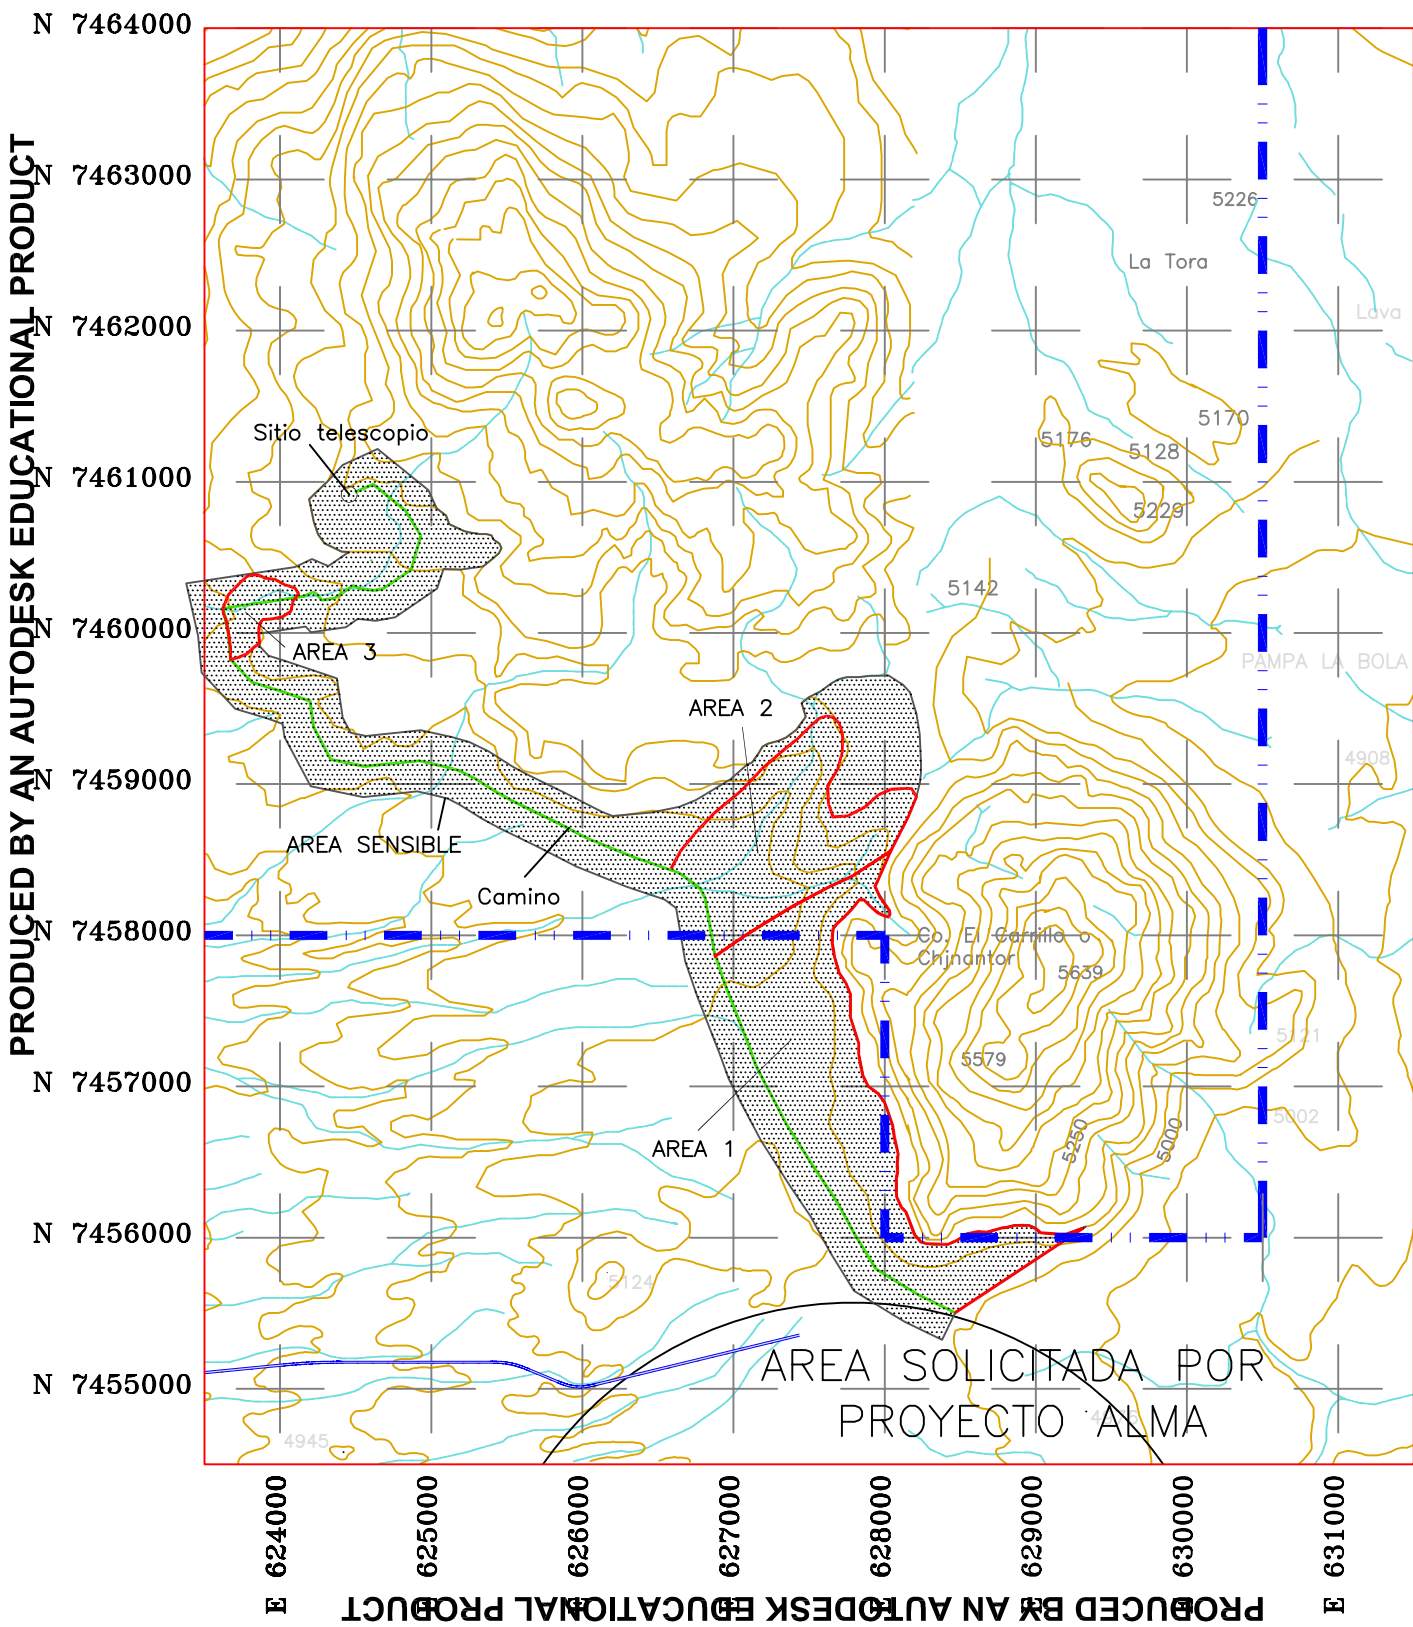 N 7464000
PRODUCED BY AN AUTODESK EDUCATIONAL PRODUCT
N 7463000
5226
La Tora
Lava
N 7462000
Sitio telescopio
5170
5176
5128
N 7461000
5229
5142
N 7460000
AREA 3
PAMPA LA BOLA
AREA 2
4908
N 7459000
AREA SENSIBLE
Camino
N 7458000
Co. El Carrillo o
Chjnantor
5639
5121
5579
N 7457000
5002
AREA 1
5250
5000
N 7456000
5124
AREA SOLICITADA POR
PROYECTO ALMA
N 7455000
4945
E 624000
E 625000
E 626000
E 627000
E 628000
E 629000
E 630000
E 631000
PRODUCED BY AN AUTODESK EDUCATIONAL PRODUCT